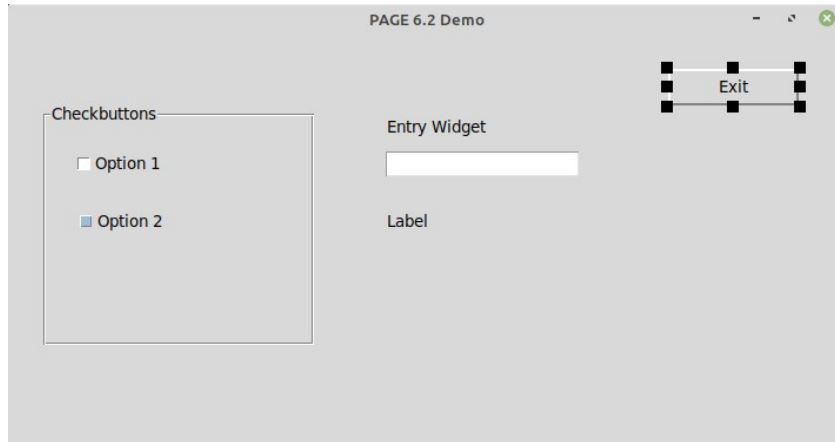 PAGE 6.2 Demo
Exit
Checkbuttons
Entry Widget
Option 1
Option 2
Label